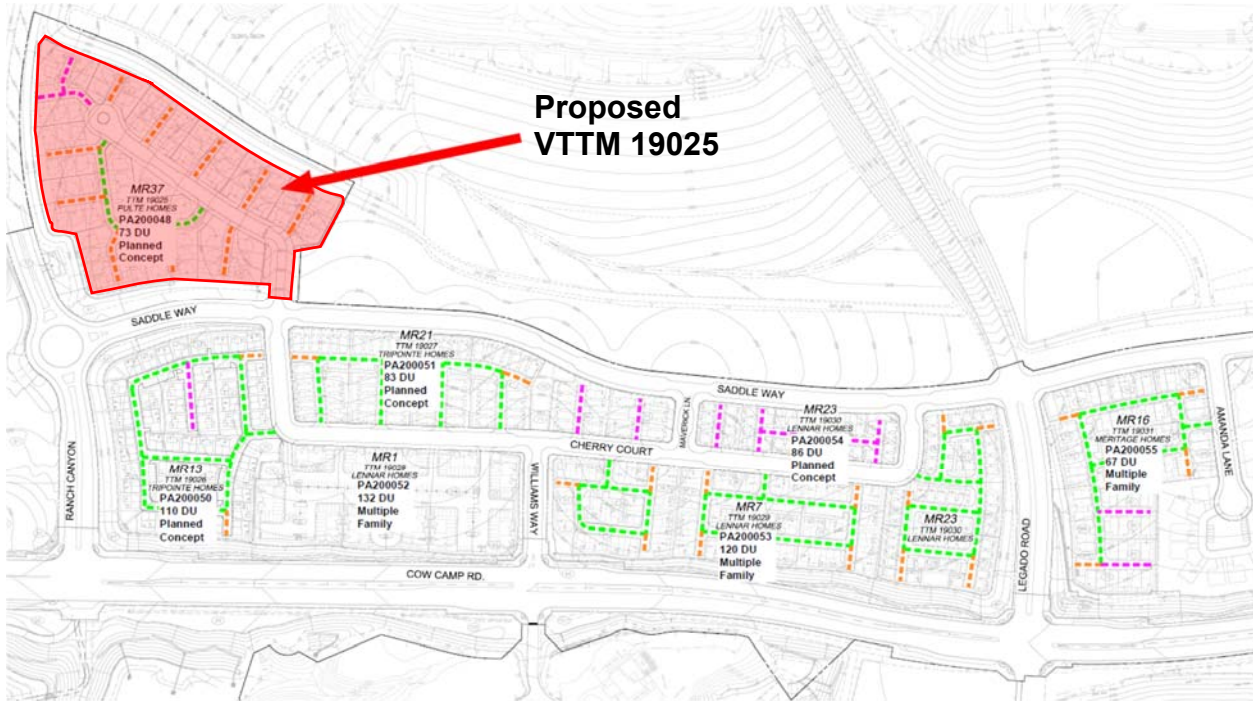 Proposed
VTTM 19025
MR37
TTM 19025
PULTE HOMES
PA200048
73 DU
Planned
Concept
SADDLE WAY
MR21
TTM 19027
TRIPOINTE HOMES
PA200051
83 DU
Planned
Concept
SADDLE WAY
MAVERICK LN
MR23
TTM 19030
LENNAR HOMES
PA200054
86 DU
Planned
Concept
MR16
TTM 19031
MERITAGE HOMES
PA200055
67 DU
Multiple
Family
AMANDA LANE
CHERRY COURT
RANCH CANYON
MR13
TTM 19026
TRIPOINTE HOMES
PA200050
110 DU
Planned
Concept
MR1
TTM 19028
LENNAR HOMES
PA200052
132 DU
Multiple
Family
WILLIAMS WAY
MR7
TTM 19029
LENNAR HOMES
PA200053
120 DU
Multiple
Family
MR23
TTM 19030
LENNAR HOMES
LEGADO ROAD
COW CAMP RD.